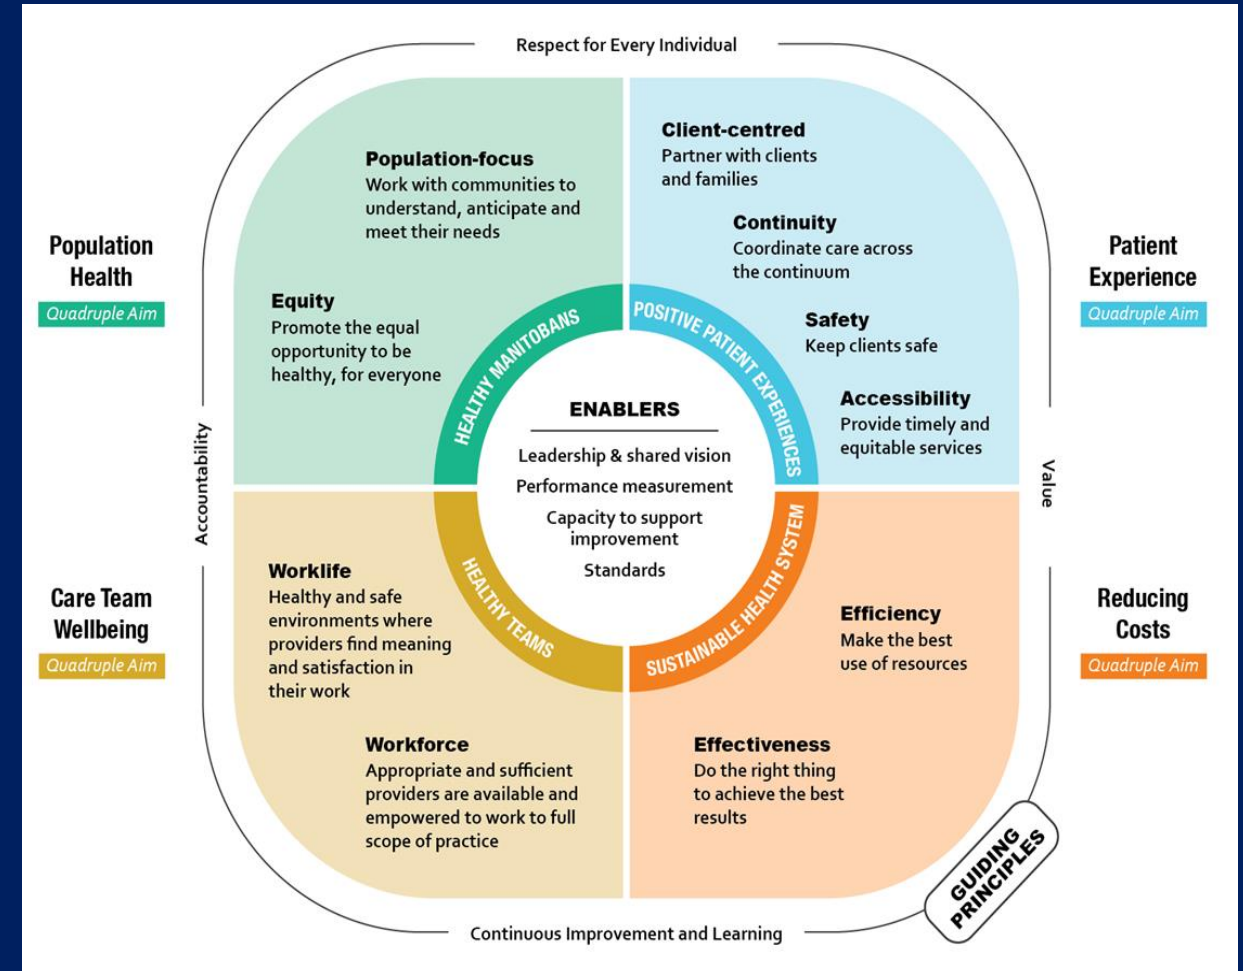 Respect for Every Individual
Population-focus
Work with communities to
understand, anticipate and
meet their needs
Equity
Promote the equal
opportunity to be
healthy, for everyone
Client-centred
Partner with clients
and families
Continuity
Coordinate care across
the continuum
Safety
Keep clients safe
Accessibility
Provide timely and
equitable services
Population
Health
Quadruple Aim
Patient
Experience
Quadruple Aim
HEALTHY MANITOBANS
POSITIVE PATIENT EXPERIENCES
ENABLERS
Leadership & shared vision
Performance measurement
Capacity to support
improvement
Standards
HEALTHY TEAMS
SUSTAINABLE HEALTH SYSTEM
Accountability
Value
Care Team
Wellbeing
Quadruple Aim
Reducing
Costs
Quadruple Aim
Worklife
Healthy and safe
environments where
providers find meaning
and satisfaction in
their work
Workforce
Appropriate and sufficient
providers are available and
empowered to work to full
scope of practice
Efficiency
Make the best
use of resources
Effectiveness
Do the right thing
to achieve the best
results
GUIDING
PRINCIPLES
Continuous Improvement and Learning